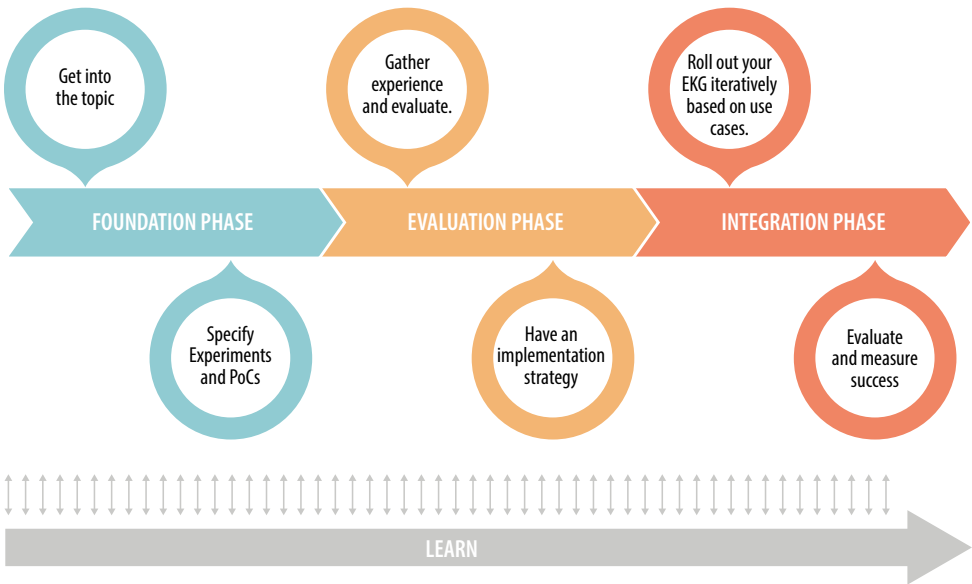 Get into
the topic
Gather
experience
and evaluate.
Roll out your
EKG iteratively
based on use
cases.
FOUNDATION PHASE
EVALUATION PHASE
INTEGRATION PHASE
Specify
Experiments
and PoCs
Have an
implementation
strategy
Evaluate
and measure
success
LEARN